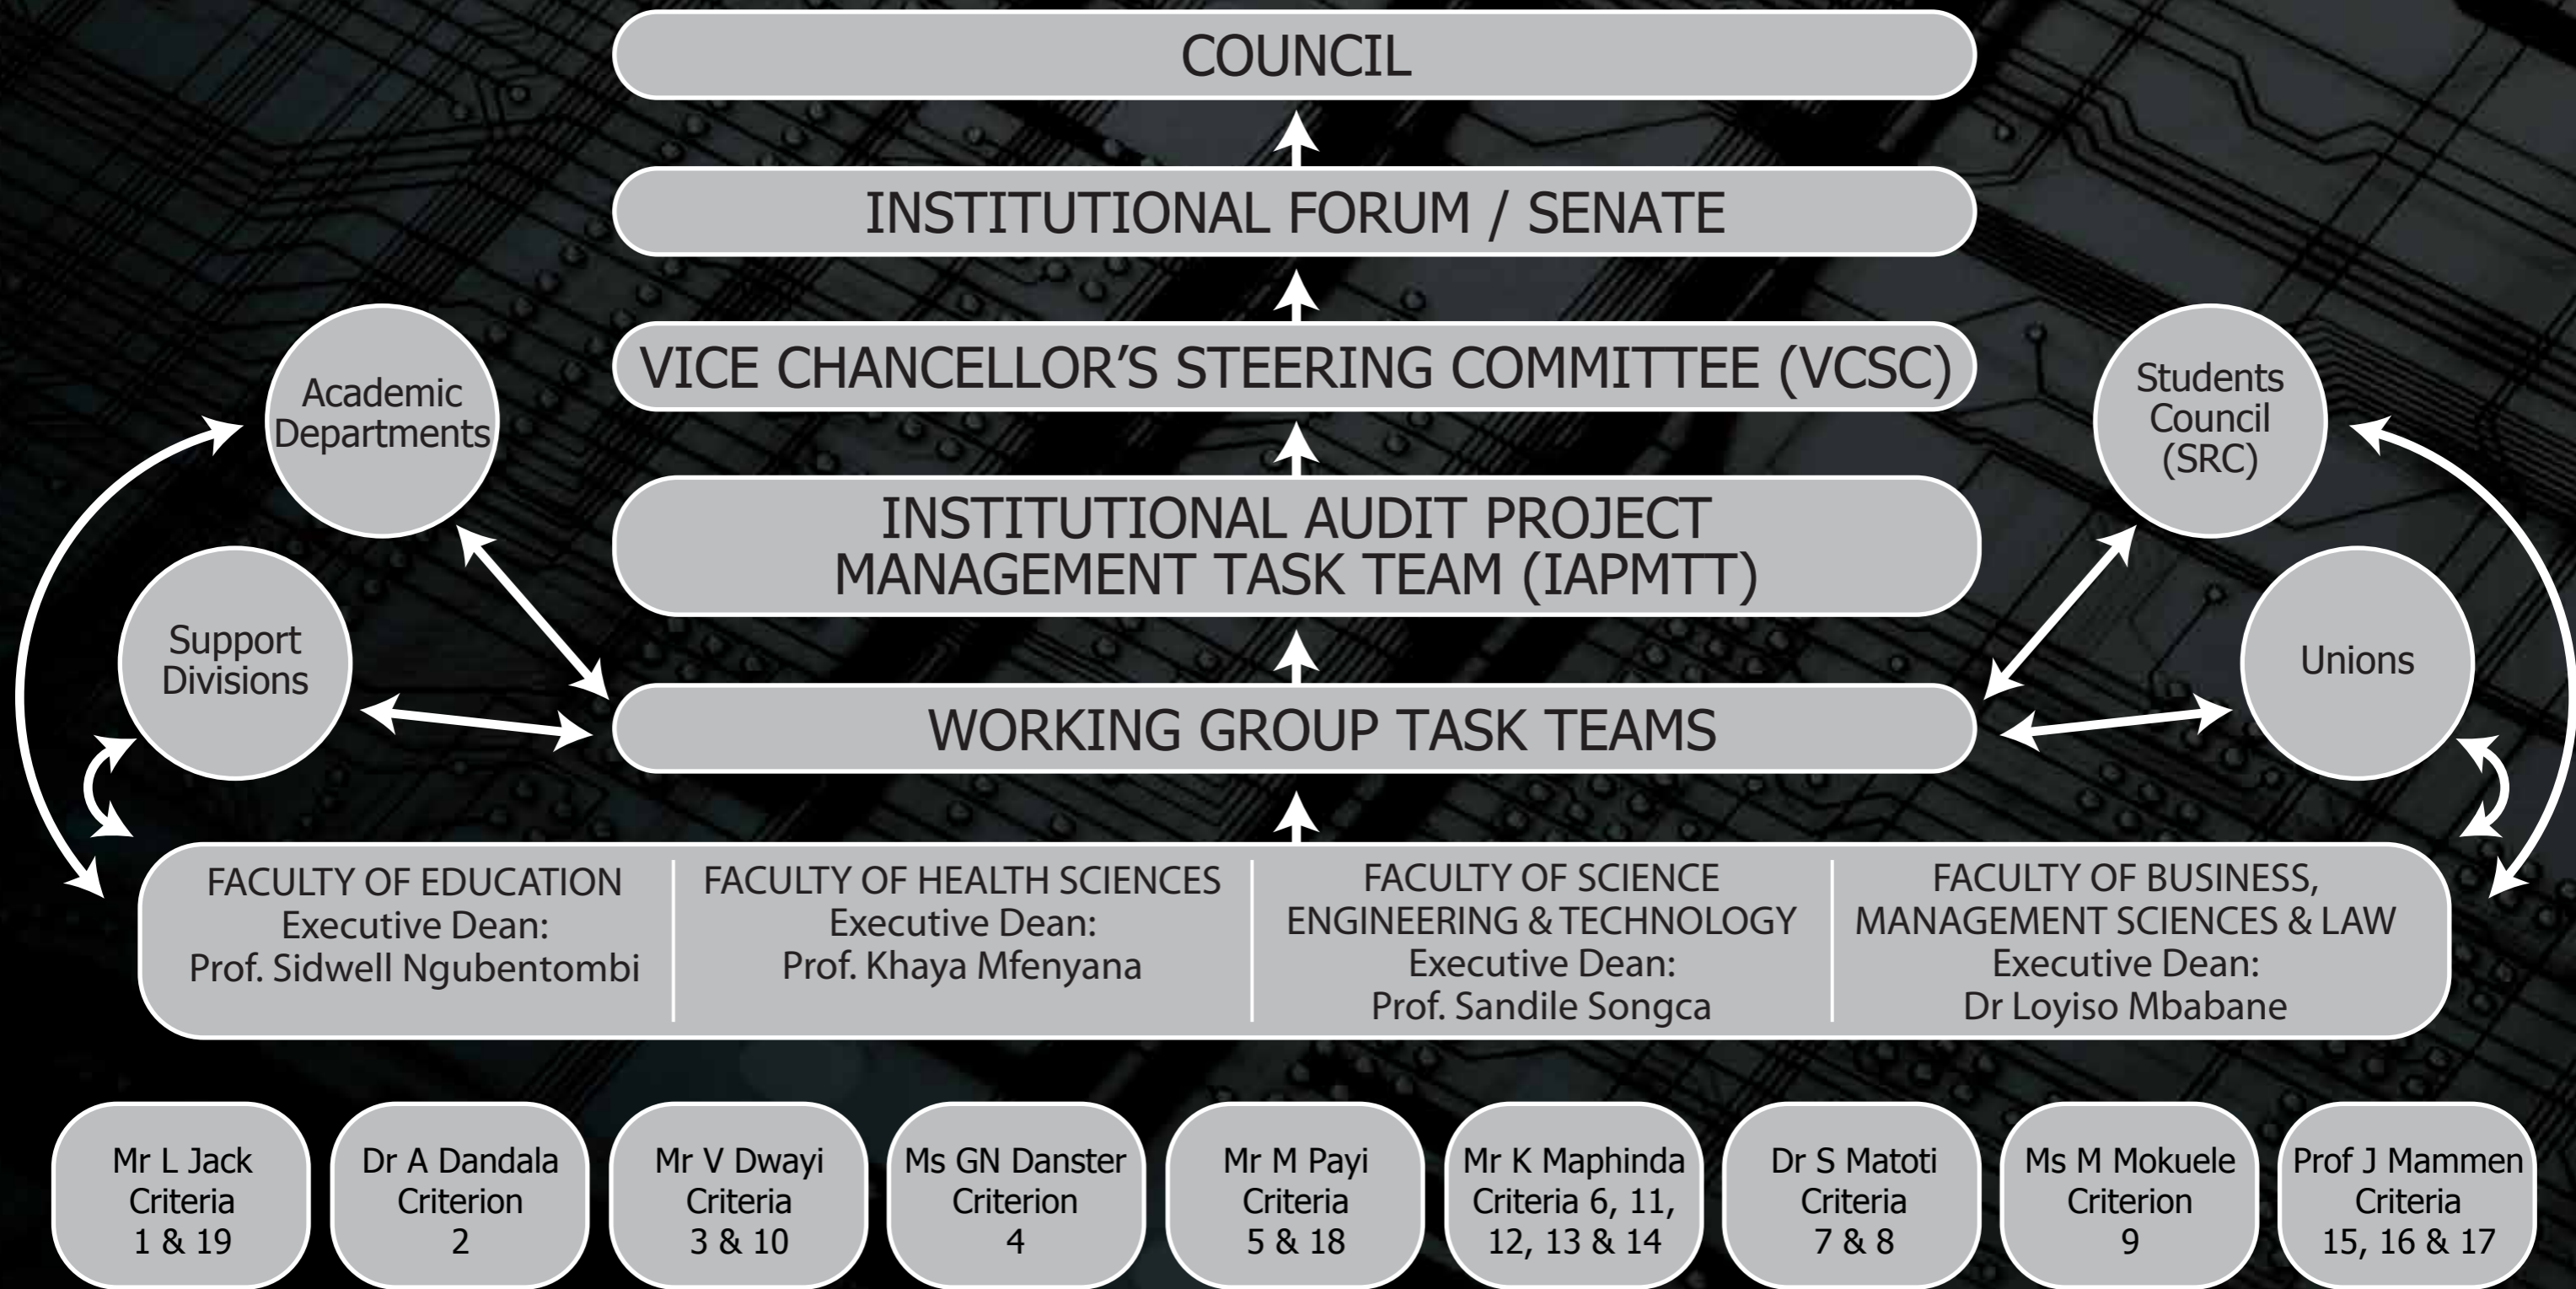 COUNCIL
INSTITUTIONAL FORUM / SENATE
VICE CHANCELLOR'S STEERING COMMITTEE (VCSC)
INSTITUTIONAL AUDIT PROJECT
MANAGEMENT TASK TEAM (IAPMTT)
WORKING GROUP TASK TEAMS
Academic
Departments
Support
Divisions
Students
Council
(SRC)
Unions
FACULTY OF EDUCATION
Executive Dean:
Prof. Sidwell Ngubentombi
FACULTY OF HEALTH SCIENCES
Executive Dean:
Prof. Khaya Mfenyana
FACULTY OF SCIENCE
ENGINEERING & TECHNOLOGY
Executive Dean:
Prof. Sandile Songca
FACULTY OF BUSINESS,
MANAGEMENT SCIENCES & LAW
Executive Dean:
Dr Loyiso Mbabane
Mr L Jack
Criteria
1 & 19
Dr A Dandala
Criterion
2
Mr V Dwayi
Criteria
3 & 10
Ms GN Danster
Criterion
4
Mr M Payi
Criteria
5 & 18
Mr K Maphinda
Criteria 6, 11,
12, 13 & 14
Dr S Matoti
Criteria
7 & 8
Ms M Mokuele
Criterion
9
Prof J Mammen
Criteria
15, 16 & 17